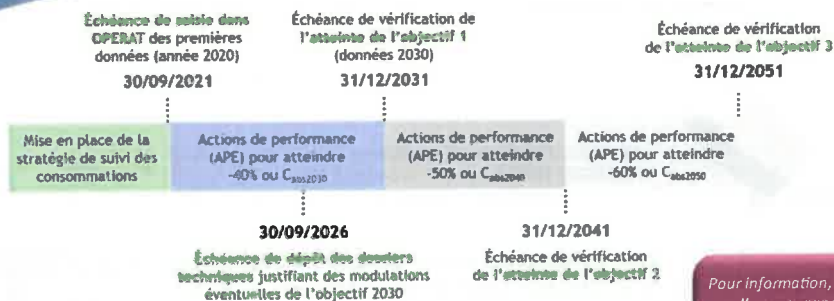 Échéance de saisie dans
OPERAT des premières
données (année 2020)
30/09/2021
Échéance de vérification de
l'atteinte de l'objectif 1
(données 2030)
31/12/2031
Échéance de vérification
de l'atteinte de l'objectif 3
31/12/2051
Mise en place de la
stratégie de suivi des
consommations
Actions de performance
(APE) pour atteindre
-40% ou Cabs2030
Actions de performance
(APE) pour atteindre
-50% ou Cabs2040
Actions de performance
(APE) pour atteindre
-60% ou Cabs2050
30/09/2026
Échéance de dépôt des dossiers
techniques justifiant des modulations
éventuelles de l'objectif 2030
31/12/2041
Échéance de vérification
de l'atteinte de l'objectif 2
Pour information,